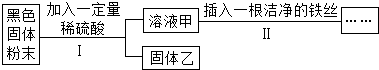 黑色固体粉末
加入一定量稀硫酸
Ⅰ
溶液甲
固体乙
插入一根洁净的铁丝
Ⅱ
……